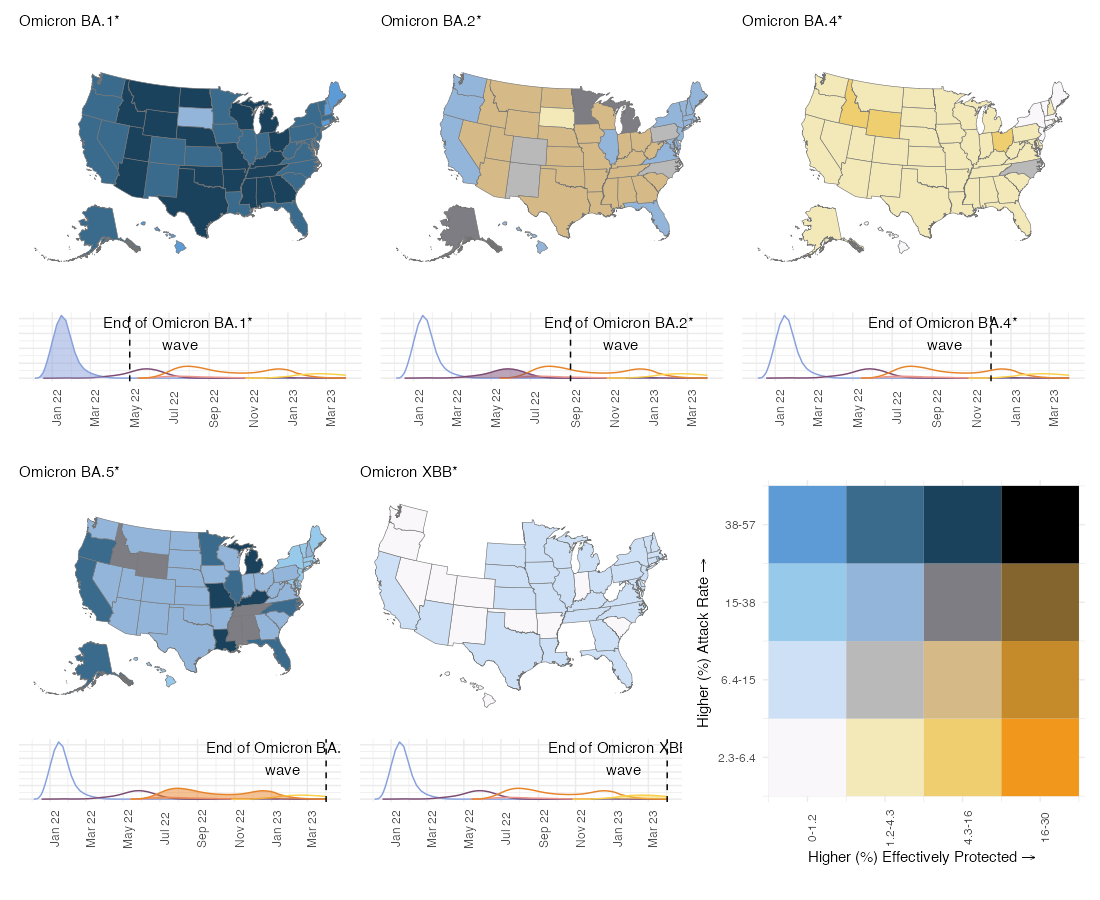 Omicron BA.1*
Omicron BA.2*
Omicron BA.4*
End of Omicron BA.1*
wave
End of Omicron BA.2*
wave
End of Omicron BA.4*
wave
Jan 22
Mar 22
May 22
Jul 22
Sep 22
Nov 22
Jan 23
Mar 23
Jan 22
Mar 22
May 22
Jul 22
Sep 22
Nov 22
Jan 23
Mar 23
Jan 22
Mar 22
May 22
Jul 22
Sep 22
Nov 22
Jan 23
Mar 23
Omicron BA.5*
Omicron XBB*
End of Omicron BA.
wave
End of Omicron XBB
wave
Jan 22
Mar 22
May 22
Jul 22
Sep 22
Nov 22
Jan 23
Mar 23
Jan 22
Mar 22
May 22
Jul 22
Sep 22
Nov 22
Jan 23
Mar 23
Higher (%) Attack Rate →
38-57
15-38
6.4-15
2.3-6.4
0-1.2
1.2-4.3
4.3-16
16-30
Higher (%) Effectively Protected →